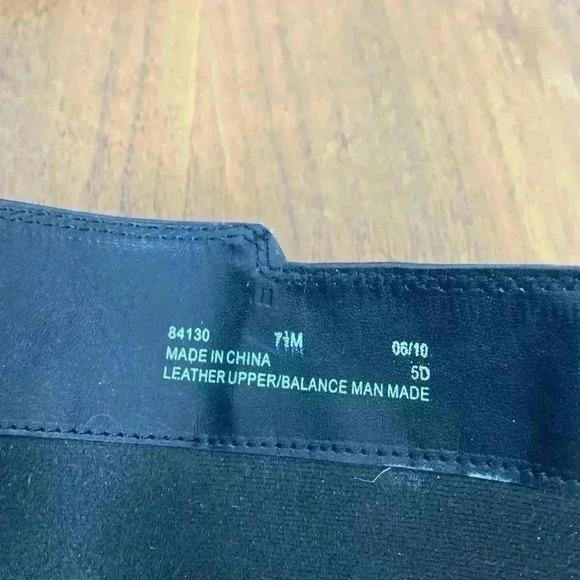 84130 7½M 06/10
MADE IN CHINA 5D
LEATHER UPPER/BALANCE MAN MADE